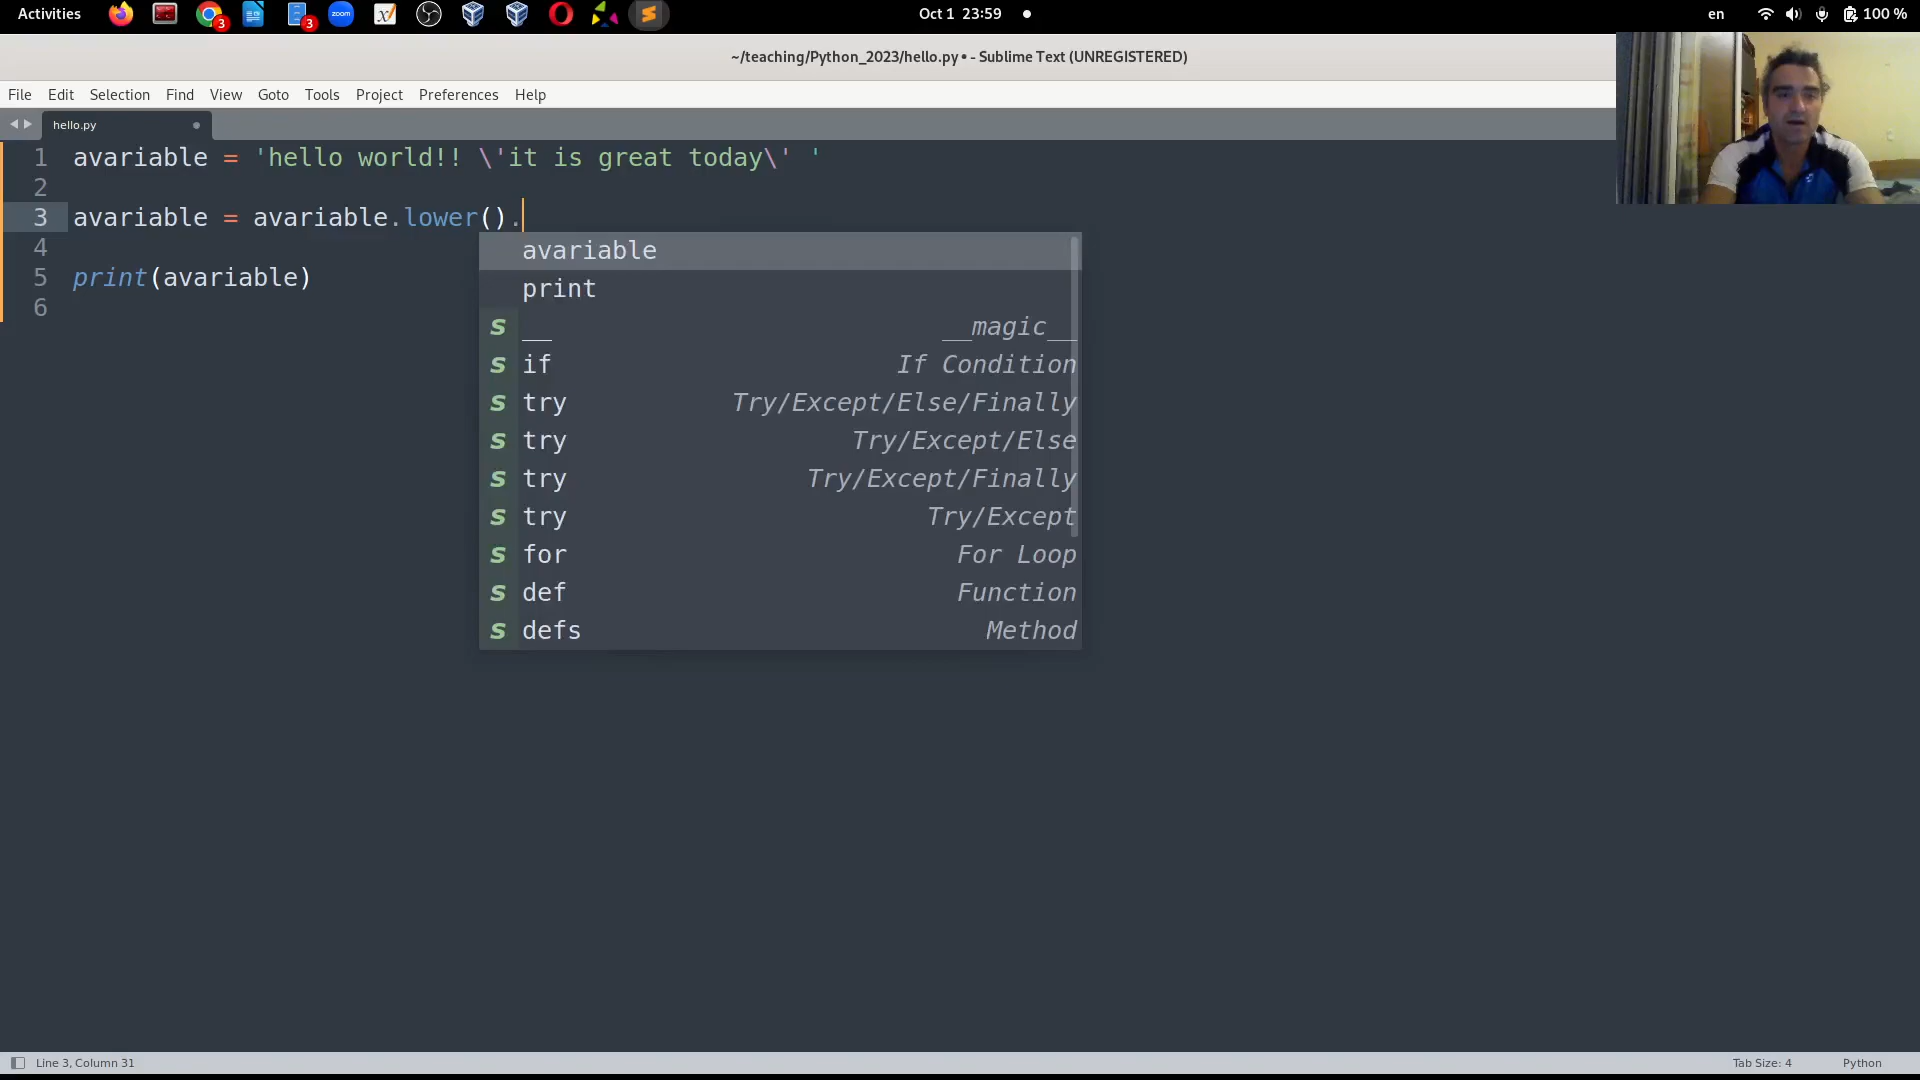 Activities
3
3
zoom
Oct 1 23:59
en
100 %
~/teaching/Python_2023/hello.py • - Sublime Text (UNREGISTERED)
File Edit Selection Find View Goto Tools Project Preferences Help
hello.py
1 avariable = 'hello world!! \'it is great today\' '
2
3 avariable = avariable.lower().
4
5 print(avariable)
6
avariable
print
s __ __magic__
s if If Condition
s try Try/Except/Else/Finally
s try Try/Except/Else
s try Try/Except/Finally
s try Try/Except
s for For Loop
s def Function
s defs Method
Line 3, Column 31
Tab Size: 4
Python